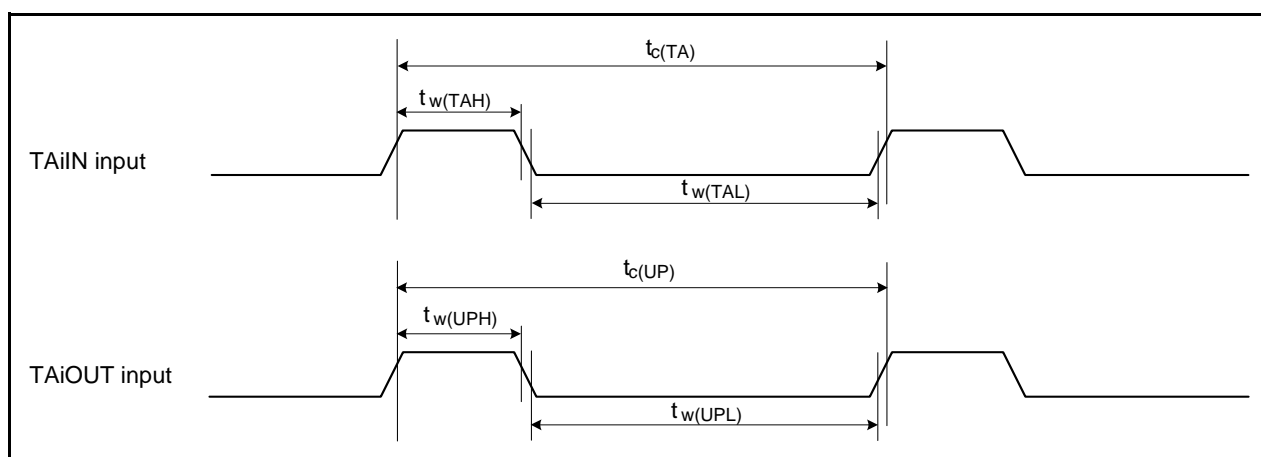 tc(TA)
tw(TAH)
TAiIN input
tw(TAL)
tc(UP)
tw(UPH)
TAiOUT input
tw(UPL)